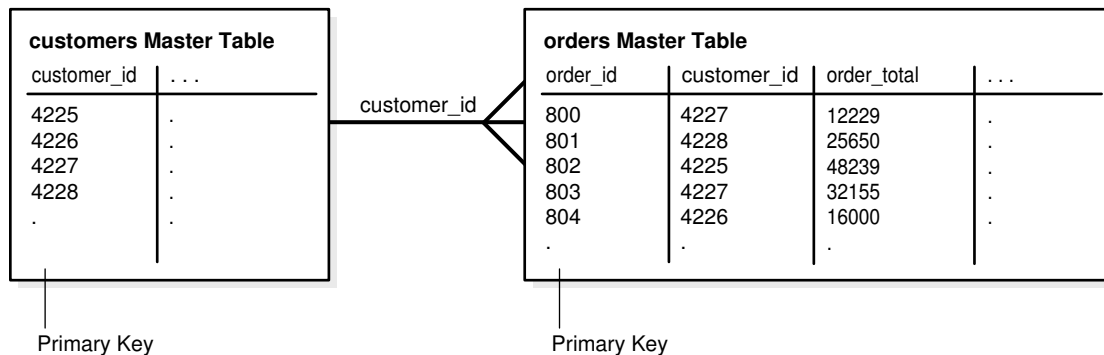 customers Master Table
customer_id . . .
4225 .
4226 .
4227 .
4228 .
. .
customer_id
orders Master Table
order_id customer_id order_total . . .
800 4227 12229 .
801 4228 25650 .
802 4225 48239 .
803 4227 32155 .
804 4226 16000 .
. . .
Primary Key
Primary Key